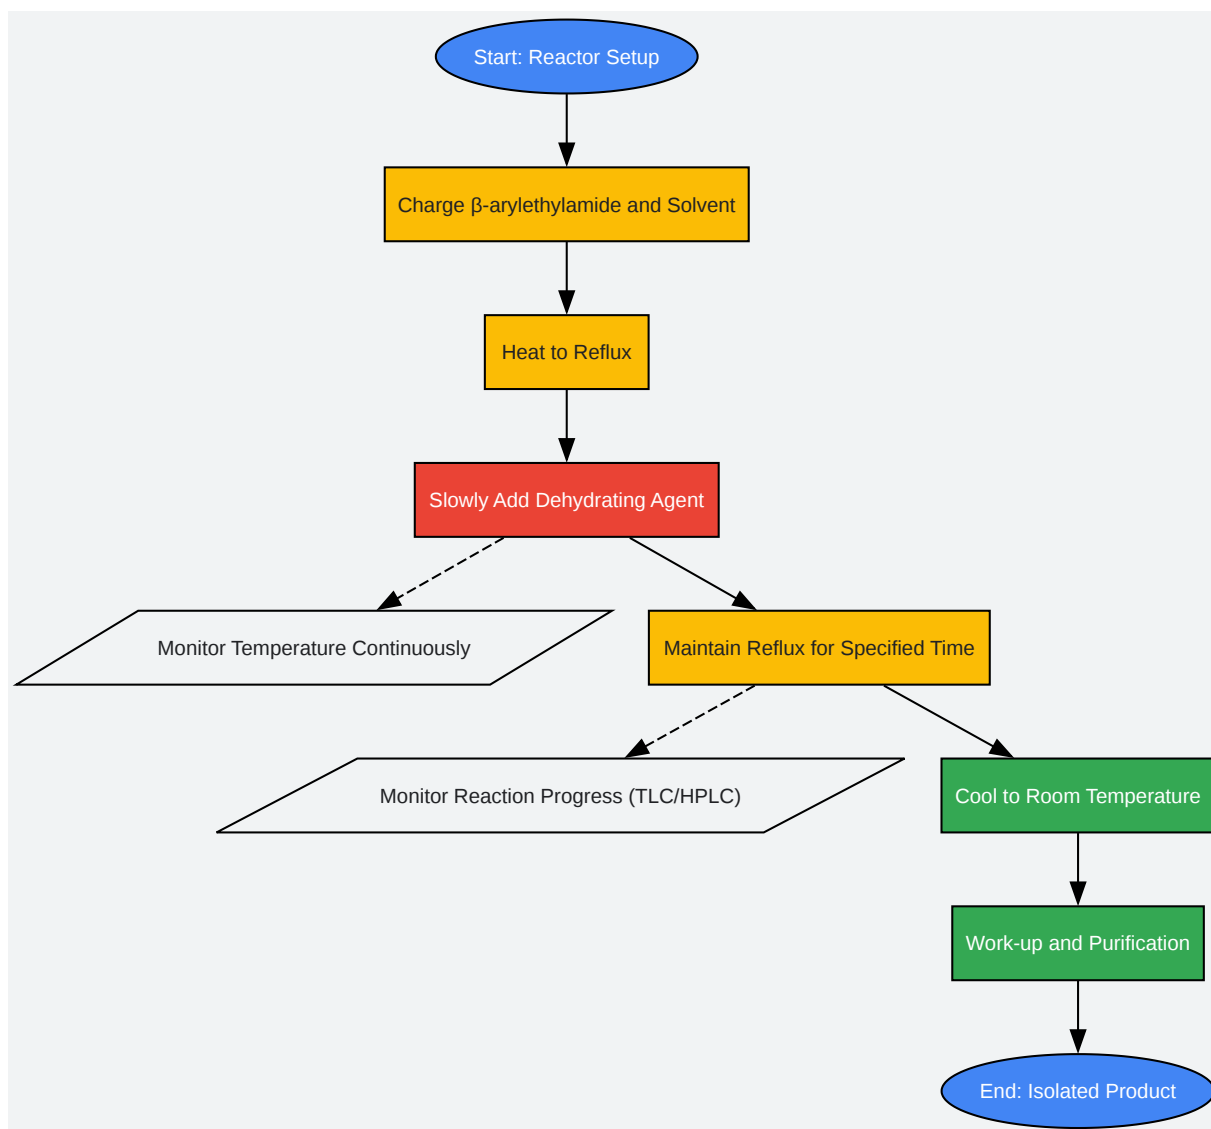 Start: Reactor Setup
Charge β-arylethylamide and Solvent
Heat to Reflux
Slowly Add Dehydrating Agent
Monitor Temperature Continuously
Maintain Reflux for Specified Time
Monitor Reaction Progress (TLC/HPLC)
Cool to Room Temperature
Work-up and Purification
End: Isolated Product